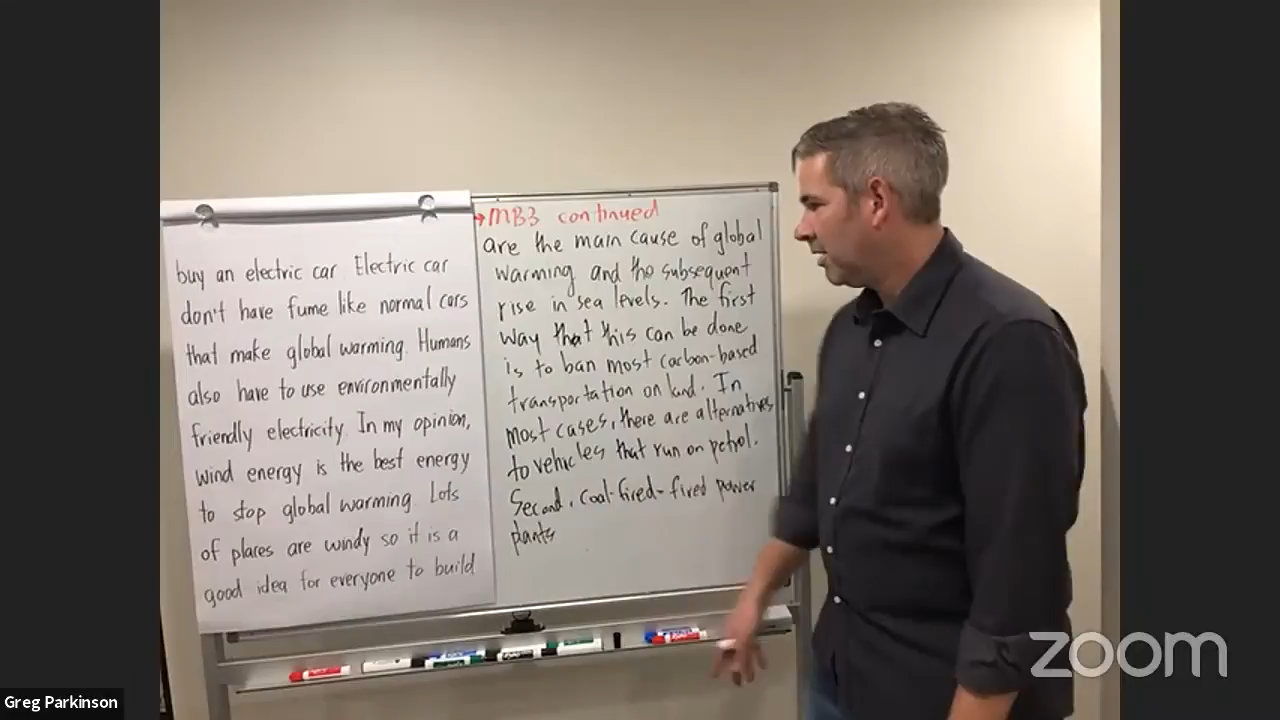 buy an electric car. Electric car
don't have fume like normal cars
that make global warming. Humans
also have to use environmentally
friendly electricity. In my opinion,
wind energy is the best energy
to stop global warming. Lots
of places are windy so it is a
good idea for everyone to build
→MB3 continued
are the main cause of global
warming and the subsequent
rise in sea levels. The first
way that this can be done
is to ban most carbon-based
transportation on land. In
most cases, there are alternatives
to vehicles that run on petrol.
Second, coal-fired-fired power
plants
zoom
Greg Parkinson